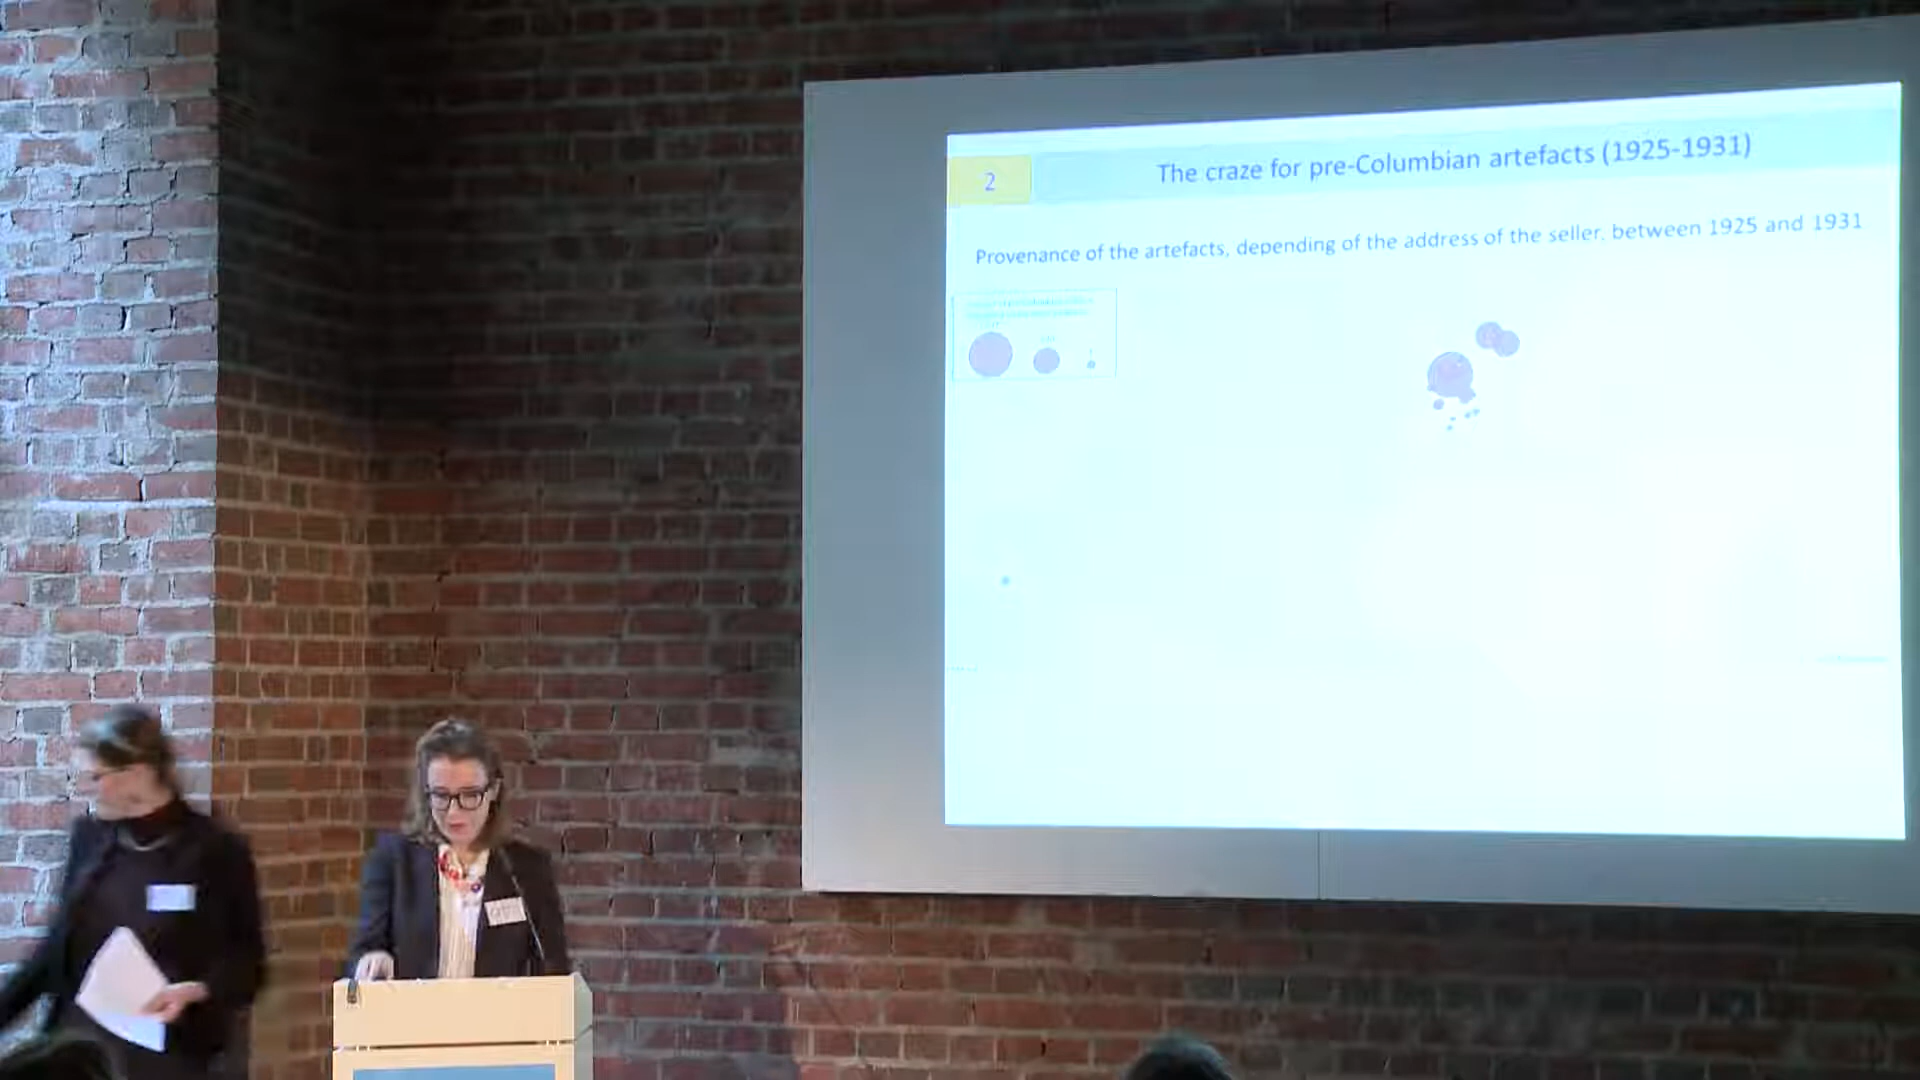 2
The craze for pre-Columbian artefacts (1925-1931)
Provenance of the artefacts, depending of the address of the seller. between 1925 and 1931